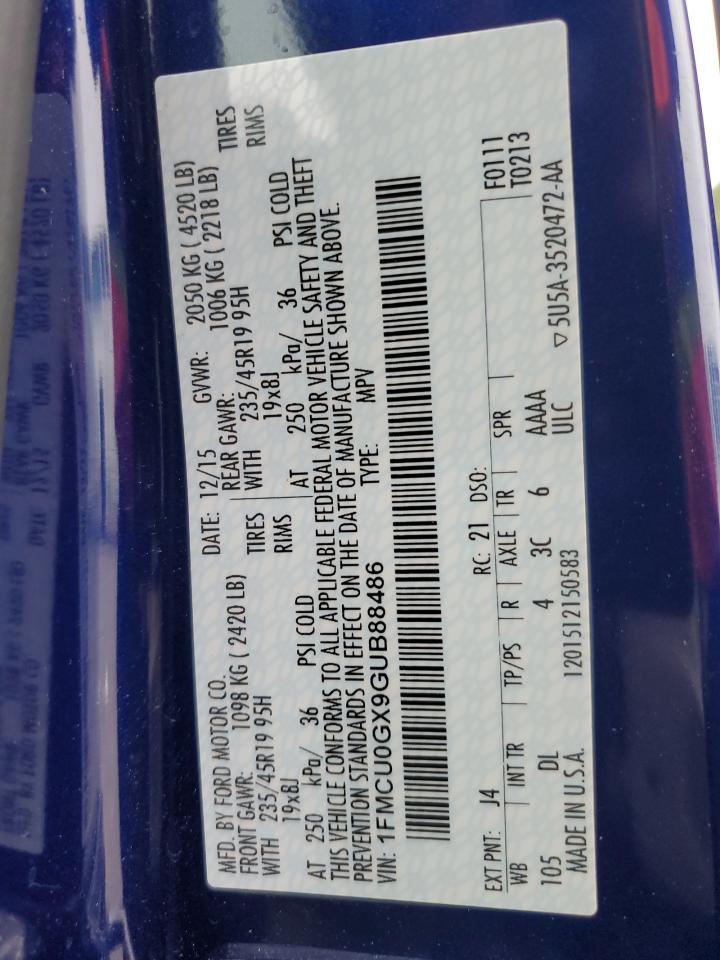 MFD. BY FORD MOTOR CO. DATE: 12/15 GVWR: 2050 KG ( 4520 LB)
FRONT GAWR: 1098 KG ( 2420 LB) REAR GAWR: 1006 KG ( 2218 LB)
WITH 235/45R19 95H TIRES WITH 235/45R19 95H TIRES
19x8J RIMS 19x8J RIMS
AT 250 kPa/ 36 PSI COLD AT 250 kPa/ 36 PSI COLD
THIS VEHICLE CONFORMS TO ALL APPLICABLE FEDERAL MOTOR VEHICLE SAFETY AND THEFT
PREVENTION STANDARDS IN EFFECT ON THE DATE OF MANUFACTURE SHOWN ABOVE.
VIN: 1FMCU0GX9GUB88486 TYPE: MPV
EXT PNT: J4 RC: 21 DSO: F0111
WB INT TR TP/PS R AXLE TR SPR T0213
105 DL 4 3C 6 AAAA ▽ 5U5A-3520472-AA
MADE IN U.S.A. 1201512150583 ULC